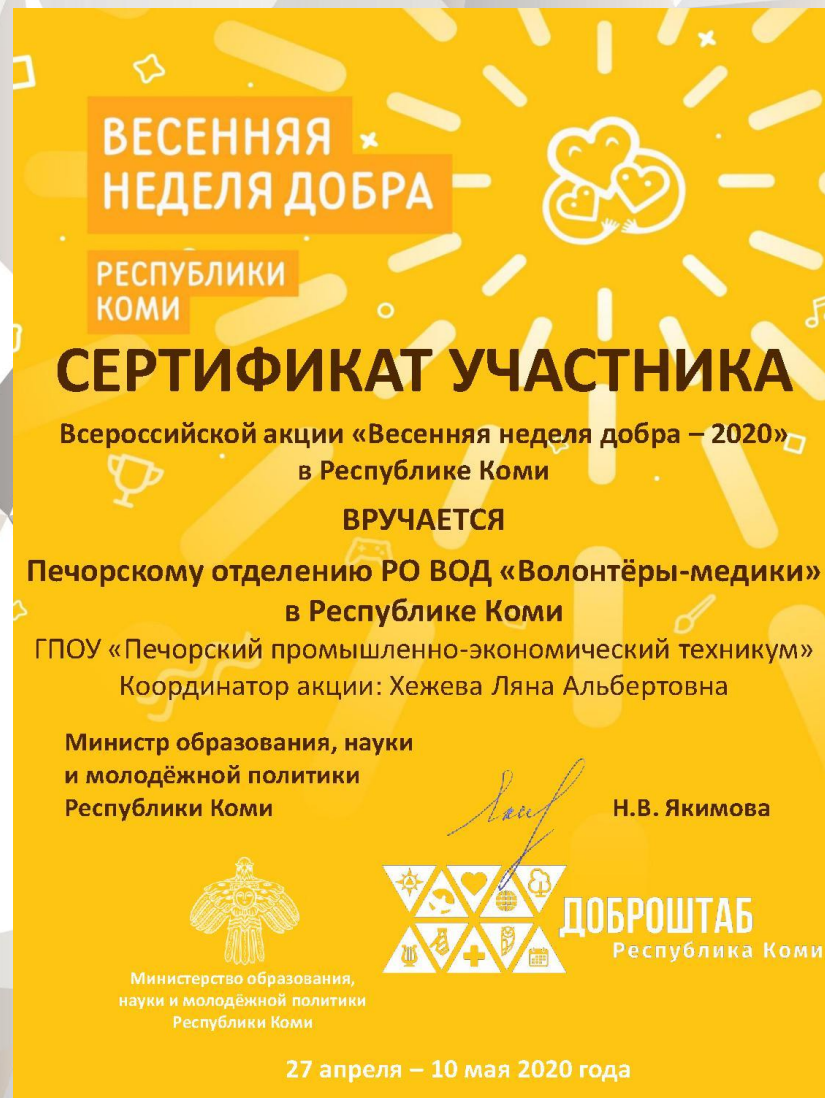 ВЕСЕННЯЯ
НЕДЕЛЯ ДОБРА
РЕСПУБЛИКИ
КОМИ
СЕРТИФИКАТ УЧАСТНИКА
Всероссийской акции «Весенняя неделя добра – 2020»
в Республике Коми
ВРУЧАЕТСЯ
Печорскому отделению РО ВОД «Волонтёры-медики»
в Республике Коми
ГПОУ «Печорский промышленно-экономический техникум»
Координатор акции: Хежева Ляна Альбертовна
Министр образования, науки
и молодёжной политики
Республики Коми
Н.В. Якимова
ДОБРОШТАБ
Республика Коми
Министерство образования,
науки и молодёжной политики
Республики Коми
27 апреля – 10 мая 2020 года